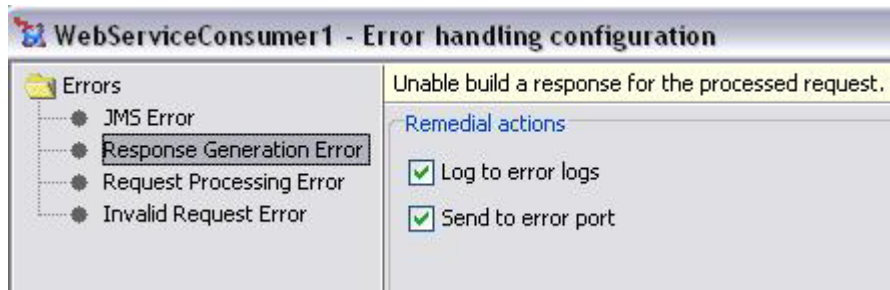 WebServiceConsumer1 - Error handling configuration
Errors
JMS Error
Response Generation Error
Request Processing Error
Invalid Request Error
Unable build a response for the processed request.
Remedial actions
Log to error logs
Send to error port